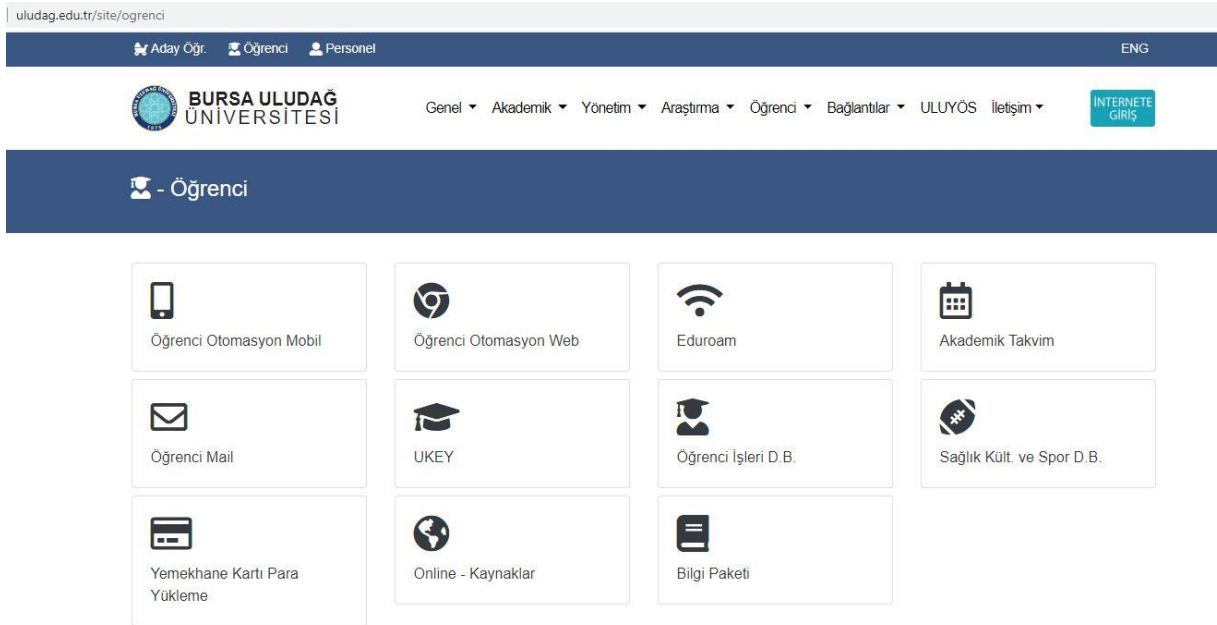 uludag.edu.tr/site/ogrenci
Aday Öğr. Öğrenci Personel ENG
BURSA ULUDAĞ
ÜNİVERSİTESİ
Genel Akademik Yönetim Araştırma Öğrenci Bağlantılar ULUYÖS İletişim
İNTERNETE
GİRİŞ
- Öğrenci
Öğrenci Otomasyon Mobil
Öğrenci Otomasyon Web
Eduroam
Akademik Takvim
Öğrenci Mail
UKEY
Öğrenci İşleri D.B.
Sağlık Kült. ve Spor D.B.
Yemekhane Kartı Para
Yükleme
Online - Kaynaklar
Bilgi Paketi